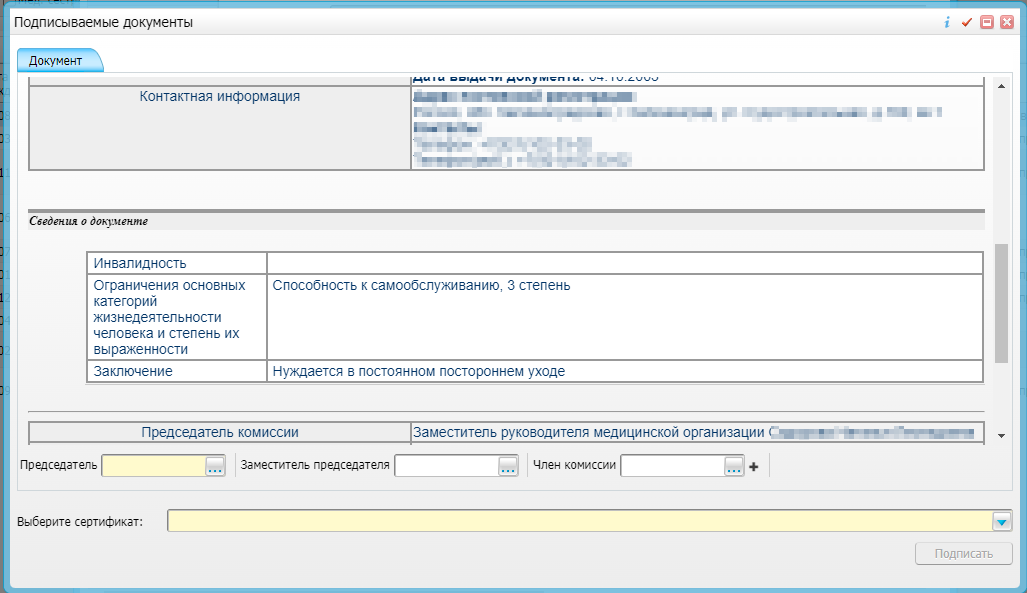 Подписываемые документы
Документ
Дата выдачи документа: 04.10.2005
Контактная информация
Сведения о документе
Инвалидность
Ограничения основных
категорий
жизнедеятельности
человека и степень их
выраженности
Способность к самообслуживанию, 3 степень
Заключение
Нуждается в постоянном постороннем уходе
Председатель комиссии
Заместитель руководителя медицинской организации
Председатель
Заместитель председателя
Член комиссии
Выберите сертификат:
Подписать